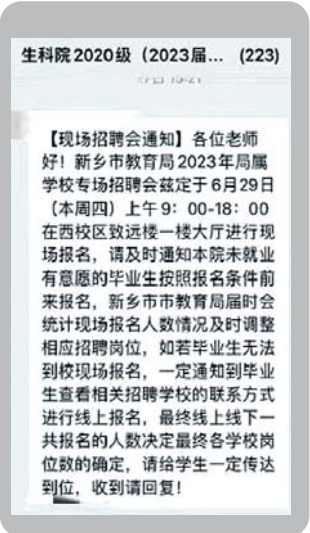 生科院2020级（2023届... (223)
【现场招聘会通知】各位老师
好！新乡市教育局2023年局属
学校专场招聘会兹定于6月29日
（本周四）上午9：00-18：00
在西校区致远楼一楼大厅进行现
场报名，请及时通知本院未就业
有意愿的毕业生按照报名条件前
来报名，新乡市市教育局届时会
统计现场报名人数情况及时调整
相应招聘岗位，如若毕业生无法
到校现场报名，一定通知到毕业
生查看相关招聘学校的联系方式
进行线上报名，最终线上线下一
共报名的人数决定最终各学校岗
位数的确定，请给学生一定传达
到位，收到请回复！